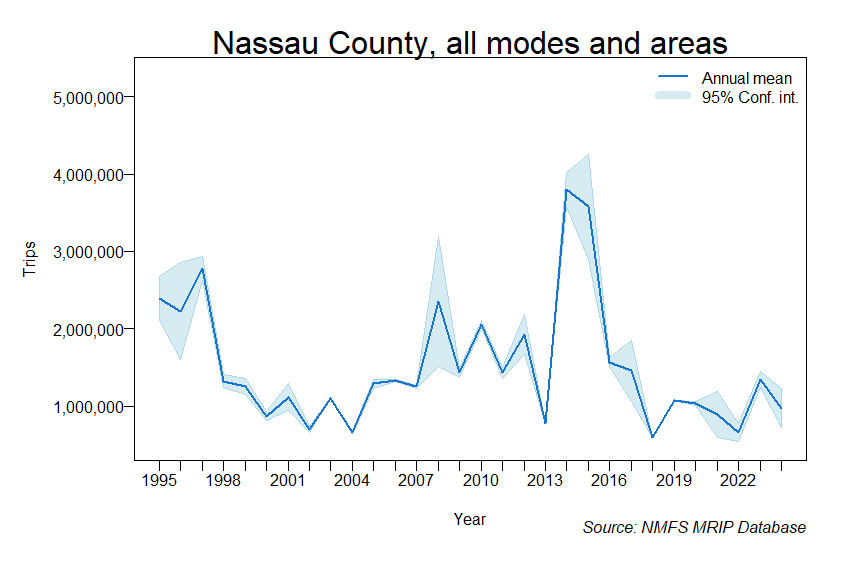 Nassau County, all modes and areas
Annual mean
95% Conf. int.
5,000,000
4,000,000
3,000,000
2,000,000
1,000,000
Trips
1995 1998 2001 2004 2007 2010 2013 2016 2019 2022
Year
Source: NMFS MRIP Database